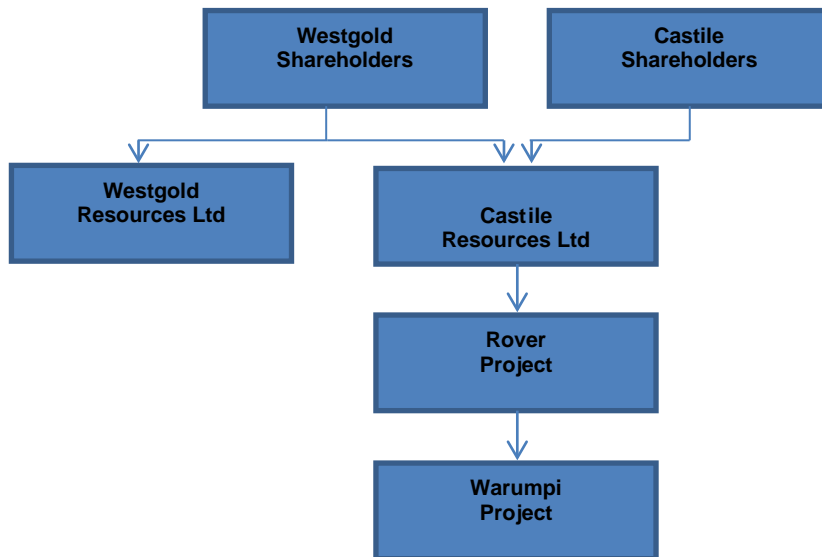 Westgold
Shareholders
Castile
Shareholders
Westgold
Resources Ltd
Castile
Resources Ltd
Rover
Project
Warumpi
Project